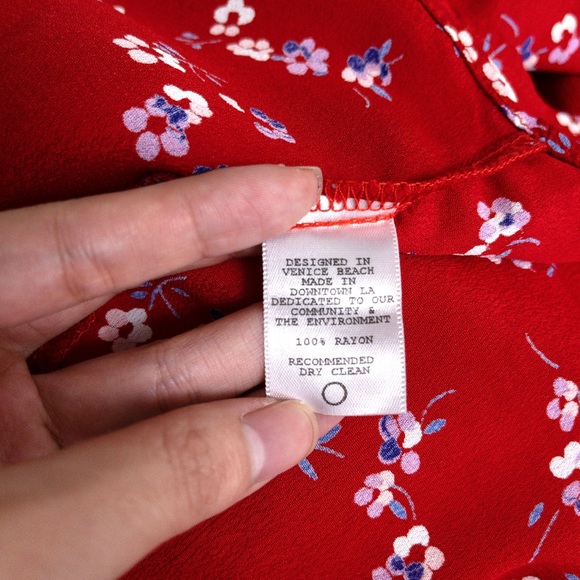 DESIGNED IN
VENICE BEACH
MADE IN
DOWNTOWN LA
DEDICATED TO OUR
COMMUNITY &
THE ENVIRONMENT
100% RAYON
RECOMMENDED
DRY CLEAN